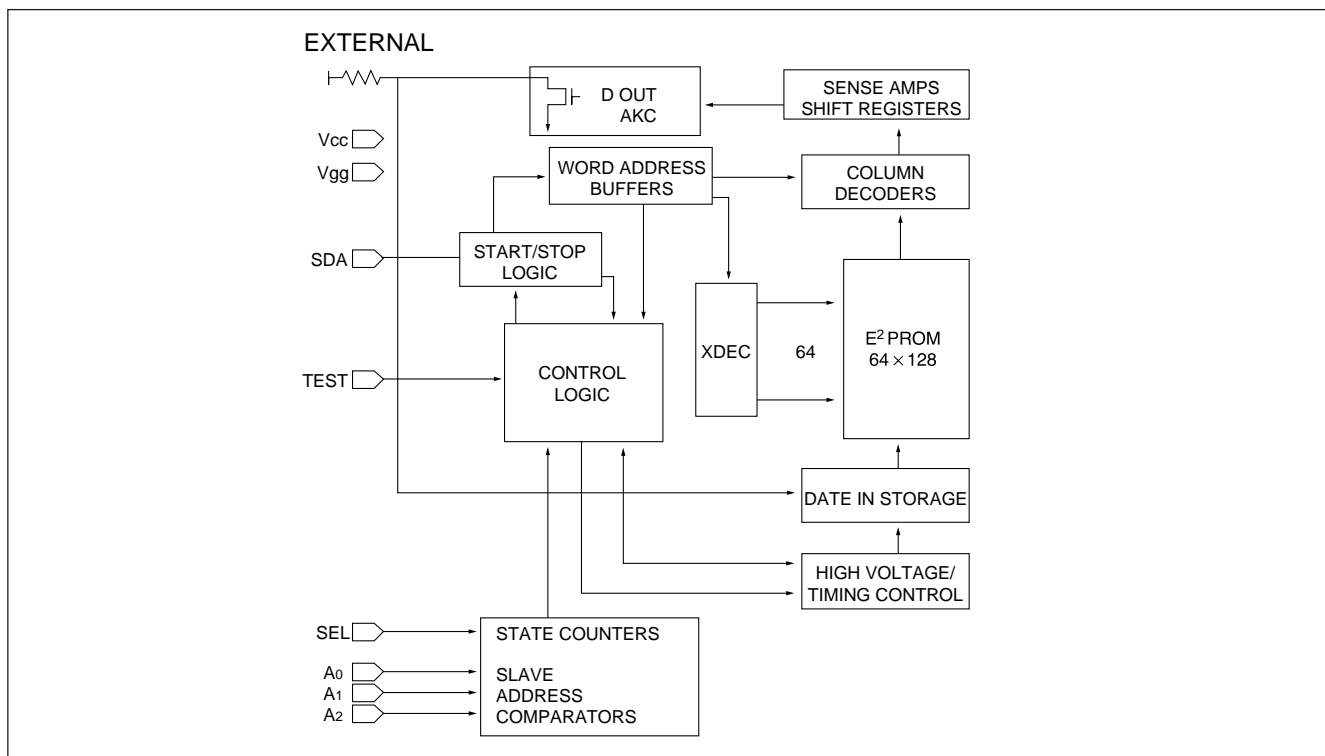 EXTERNAL
D OUT
AKC
SENSE AMPS
SHIFT REGISTERS
Vcc
Vgg
WORD ADDRESS
BUFFERS
COLUMN
DECODERS
SDA
START/STOP
LOGIC
XDEC
64
E² PROM
64 × 128
TEST
CONTROL
LOGIC
DATE IN STORAGE
HIGH VOLTAGE/
TIMING CONTROL
SEL
STATE COUNTERS
A0
SLAVE
A1
ADDRESS
A2
COMPARATORS